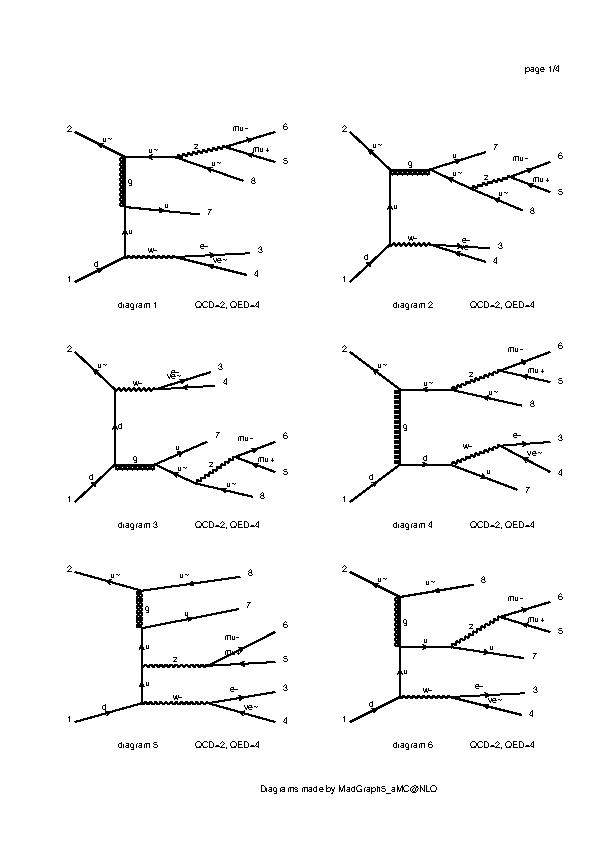 page 1/4
2 u~ u~ z mu- 6
mu+ 5
g u~ 8
u 7
u
w- e- 3
d ve~ 4
1
diagram 1 QCD=2, QED=4
2 u~ u 7
g mu- 6
u~ z mu+ 5
u~ 8
u
w- e- 3
d 4
1
diagram 2 QCD=2, QED=4
2 u~ e- 3
w- ve~ 4
d
u 7
g mu- 6
d u~ z mu+ 5
1 u~ 8
diagram 3 QCD=2, QED=4
2 u~ mu- 6
u~ z mu+ 5
u~ 8
g
w- e- 3
d d ve~ 4
1 u 7
diagram 4 QCD=2, QED=4
2 u~ u~ 8
g
u 7
u mu- 6
z 5
u
w- e- 3
d ve~ 4
1
diagram 5 QCD=2, QED=4
2 u~ u~ 8
g mu- 6
z mu+ 5
u u 7
u
w- e- 3
d ve~ 4
1
diagram 6 QCD=2, QED=4
Diagrams made by MadGraph5_aMC@NLO